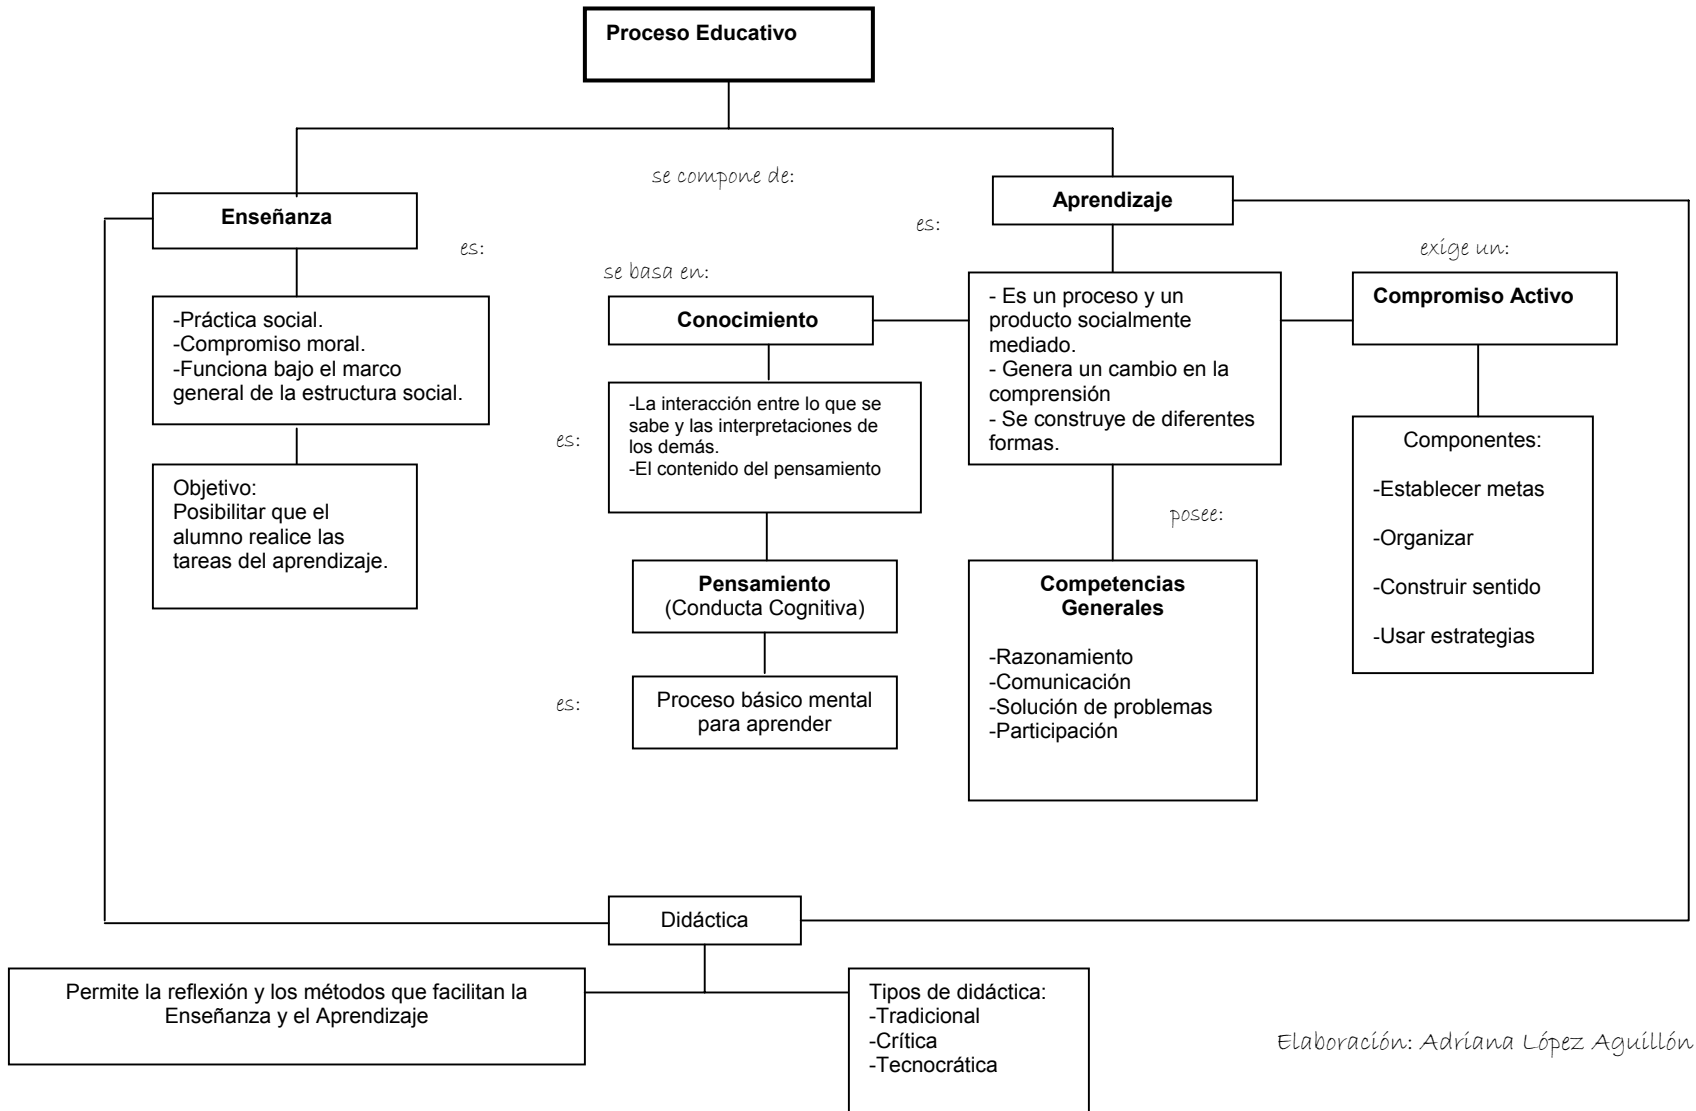 Proceso Educativo
se compone de:
Enseñanza
es:
-Práctica social.
-Compromiso moral.
-Funciona bajo el marco
general de la estructura social.
Objetivo:
Posibilitar que el
alumno realice las
tareas del aprendizaje.
Aprendizaje
es:
- Es un proceso y un
producto socialmente
mediado.
- Genera un cambio en la
comprensión
- Se construye de diferentes
formas.
se basa en:
Conocimiento
es:
-La interacción entre lo que se
sabe y las interpretaciones de
los demás.
-El contenido del pensamiento
Pensamiento
(Conducta Cognitiva)
es:
Proceso básico mental
para aprender
posee:
Competencias
Generales
-Razonamiento
-Comunicación
-Solución de problemas
-Participación
exige un:
Compromiso Activo
Componentes:
-Establecer metas
-Organizar
-Construir sentido
-Usar estrategias
Didáctica
Permite la reflexión y los métodos que facilitan la
Enseñanza y el Aprendizaje
Tipos de didáctica:
-Tradicional
-Crítica
-Tecnocrática
Elaboración: Adriana López Aguillón